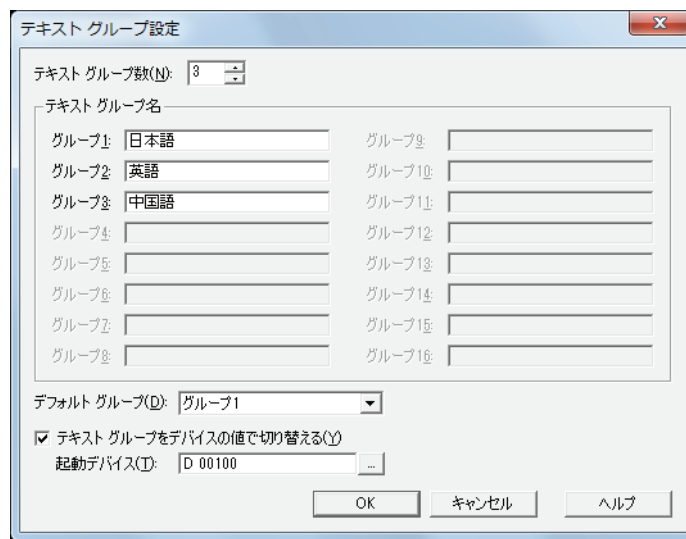 テキスト グループ設定
テキスト グループ数(N): 3
テキスト グループ名
グループ1: 日本語
グループ2: 英語
グループ3: 中国語
グループ4:
グループ5:
グループ6:
グループ7:
グループ8:
グループ9:
グループ10:
グループ11:
グループ12:
グループ13:
グループ14:
グループ15:
グループ16:
デフォルト グループ(D): グループ1
テキスト グループをデバイスの値で切り替える(Y)
起動デバイス(T): D 00100 ...
OK キャンセル ヘルプ